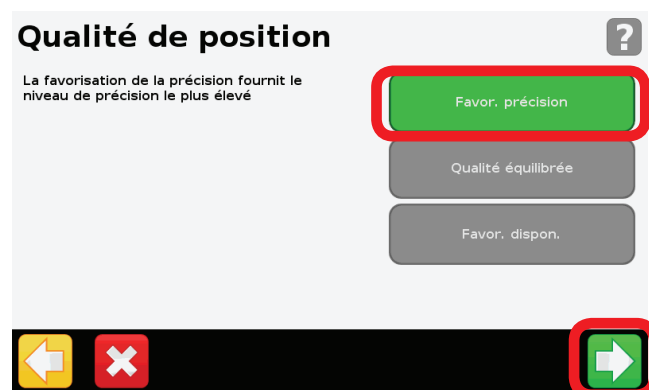 Qualité de position
?
La favorisation de la précision fournit le
niveau de précision le plus élevé
Favor. précision
Qualité équilibrée
Favor. dispon.